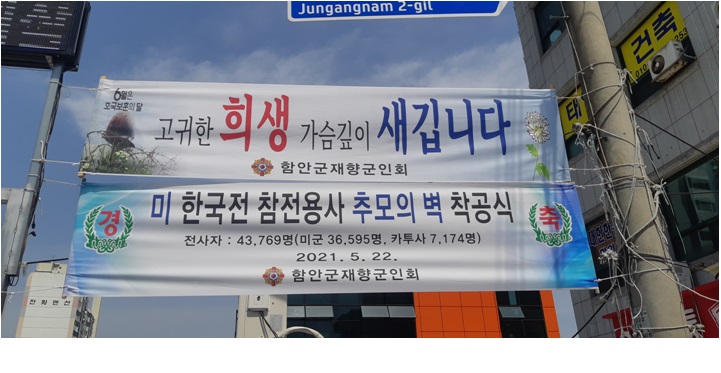 Jungangnam 2-gil
6월은
호국보훈의 달
고귀한 희생 가슴깊이 새깁니다
함안군재향군인회
경 축
미 한국전 참전용사 추모의 벽 착공식
전사자 : 43,769명(미군 36,595명, 카투사 7,174명)
2021. 5. 22.
함안군재향군인회
건축
010
태